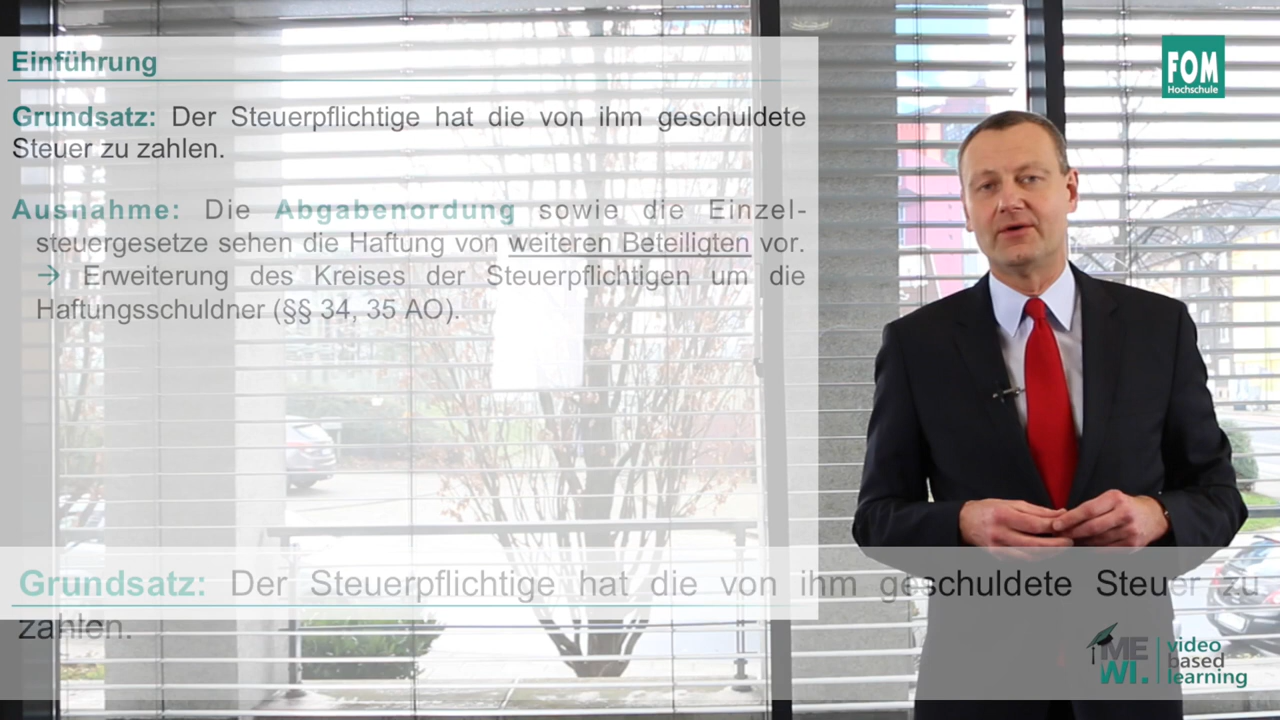 Einführung
Grundsatz: Der Steuerpflichtige hat die von ihm geschuldete
Steuer zu zahlen.
Ausnahme: Die Abgabenordung sowie die Einzel-
steuergesetze sehen die Haftung von weiteren Beteiligten vor.
→ Erweiterung des Kreises der Steuerpflichtigen um die
Haftungsschuldner (§§ 34, 35 AO).
FOM
Hochschule
Grundsatz: Der Steuerpflichtige hat die von ihm geschuldete Steuer zu
zahlen.
ME
WI.
video
based
learning